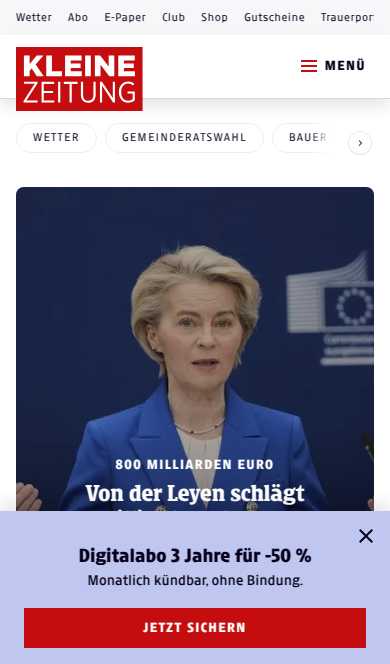 Wetter Abo E-Paper Club Shop Gutscheine Trauerpor
KLEINE
ZEITUNG
MENÜ
WETTER GEMEINDERATSWAHL BAUER
800 MILLIARDEN EURO
Von der Leyen schlägt
Digitalabo 3 Jahre für -50 %
Monatlich kündbar, ohne Bindung.
JETZT SICHERN